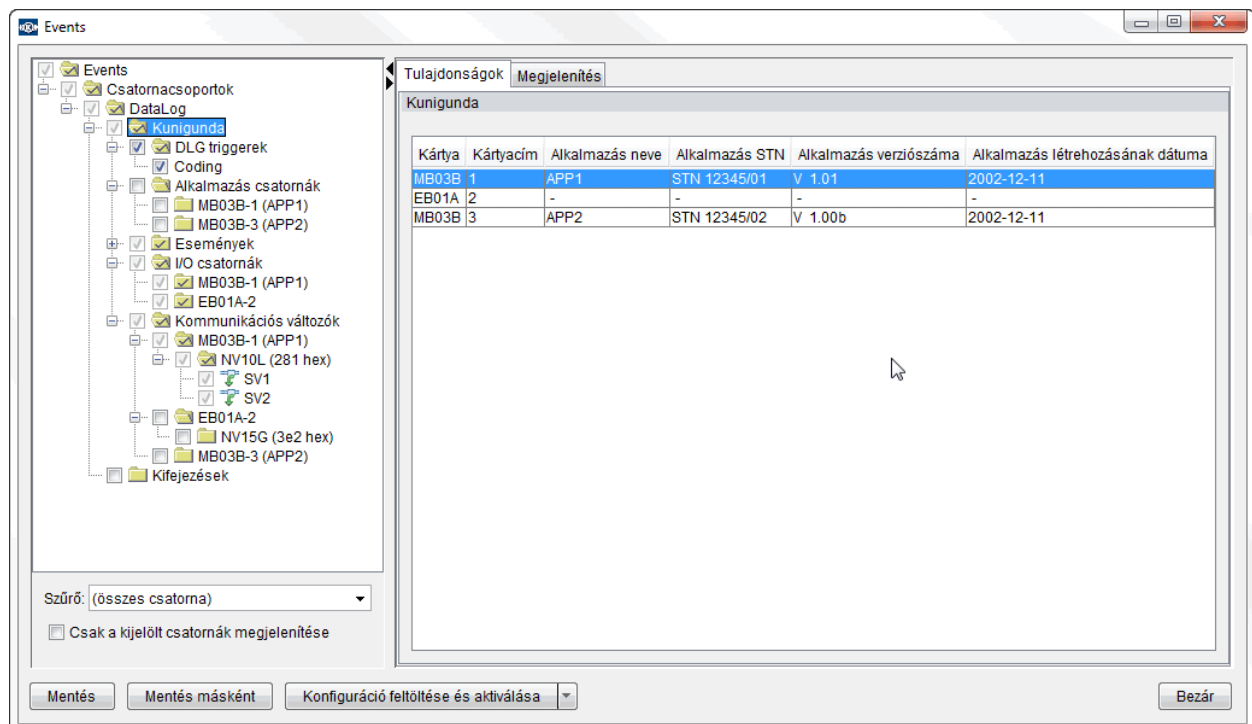 Events
Events
Csatornacsoportok
DataLog
Kunigunda
DLG triggerek
Coding
Alkalmazás csatornák
MB03B-1 (APP1)
MB03B-3 (APP2)
Események
I/O csatornák
MB03B-1 (APP1)
EB01A-2
Kommunikációs változók
MB03B-1 (APP1)
NV10L (281 hex)
SV1
SV2
EB01A-2
NV15G (3e2 hex)
MB03B-3 (APP2)
Kifejezések
Szűrő: (összes csatorna)
Csak a kijelölt csatornák megjelenítése
Tulajdonságok Megjelenítés
Kunigunda
Kártya Kártyacím Alkalmazás neve Alkalmazás STN Alkalmazás verziószáma Alkalmazás létrehozásának dátuma
MB03B 1 APP1 STN 12345/01 V 1.01 2002-12-11
EB01A 2 - - - -
MB03B 3 APP2 STN 12345/02 V 1.00b 2002-12-11
Mentés Mentés másként Konfiguráció feltöltése és aktiválása Bezár